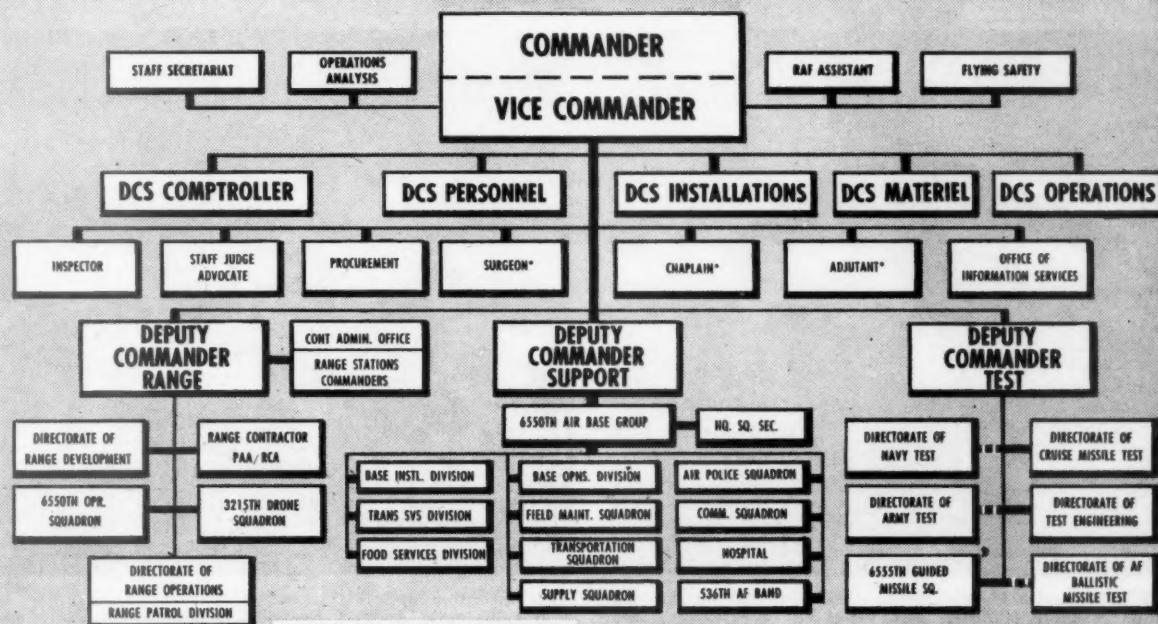 COMMANDER
VICE COMMANDER
STAFF SECRETARIAT
OPERATIONS
ANALYSIS
RAF ASSISTANT
FLYING SAFETY
DCS COMPTROLLER
DCS PERSONNEL
DCS INSTALLATIONS
DCS MATERIEL
DCS OPERATIONS
INSPECTOR
STAFF JUDGE
ADVOCATE
PROCUREMENT
SURGEON*
CHAPLAIN*
ADJUTANT*
OFFICE OF
INFORMATION SERVICES
DEPUTY
COMMANDER
RANGE
CONT ADMIN. OFFICE
RANGE STATIONS
COMMANDERS
DEPUTY
COMMANDER
SUPPORT
DEPUTY
COMMANDER
TEST
DIRECTORATE OF
RANGE DEVELOPMENT
RANGE CONTRACTOR
PAA/RCA
6550TH OPR.
SQUADRON
3215TH DRONE
SQUADRON
DIRECTORATE OF
RANGE OPERATIONS
RANGE PATROL DIVISION
6550TH AIR BASE GROUP
HQ. SQ. SEC.
BASE INSTL. DIVISION
TRANS SVS DIVISION
FOOD SERVICES DIVISION
BASE OPNS. DIVISION
FIELD MAINT. SQUADRON
TRANSPORTATION
SQUADRON
SUPPLY SQUADRON
AIR POLICE SQUADRON
COMM. SQUADRON
HOSPITAL
536TH AF BAND
DIRECTORATE OF
NAVY TEST
DIRECTORATE OF
CRUISE MISSILE TEST
DIRECTORATE OF
ARMY TEST
DIRECTORATE OF
TEST ENGINEERING
6555TH GUIDED
MISSILE SQ.
DIRECTORATE OF AF
BALLISTIC
MISSILE TEST